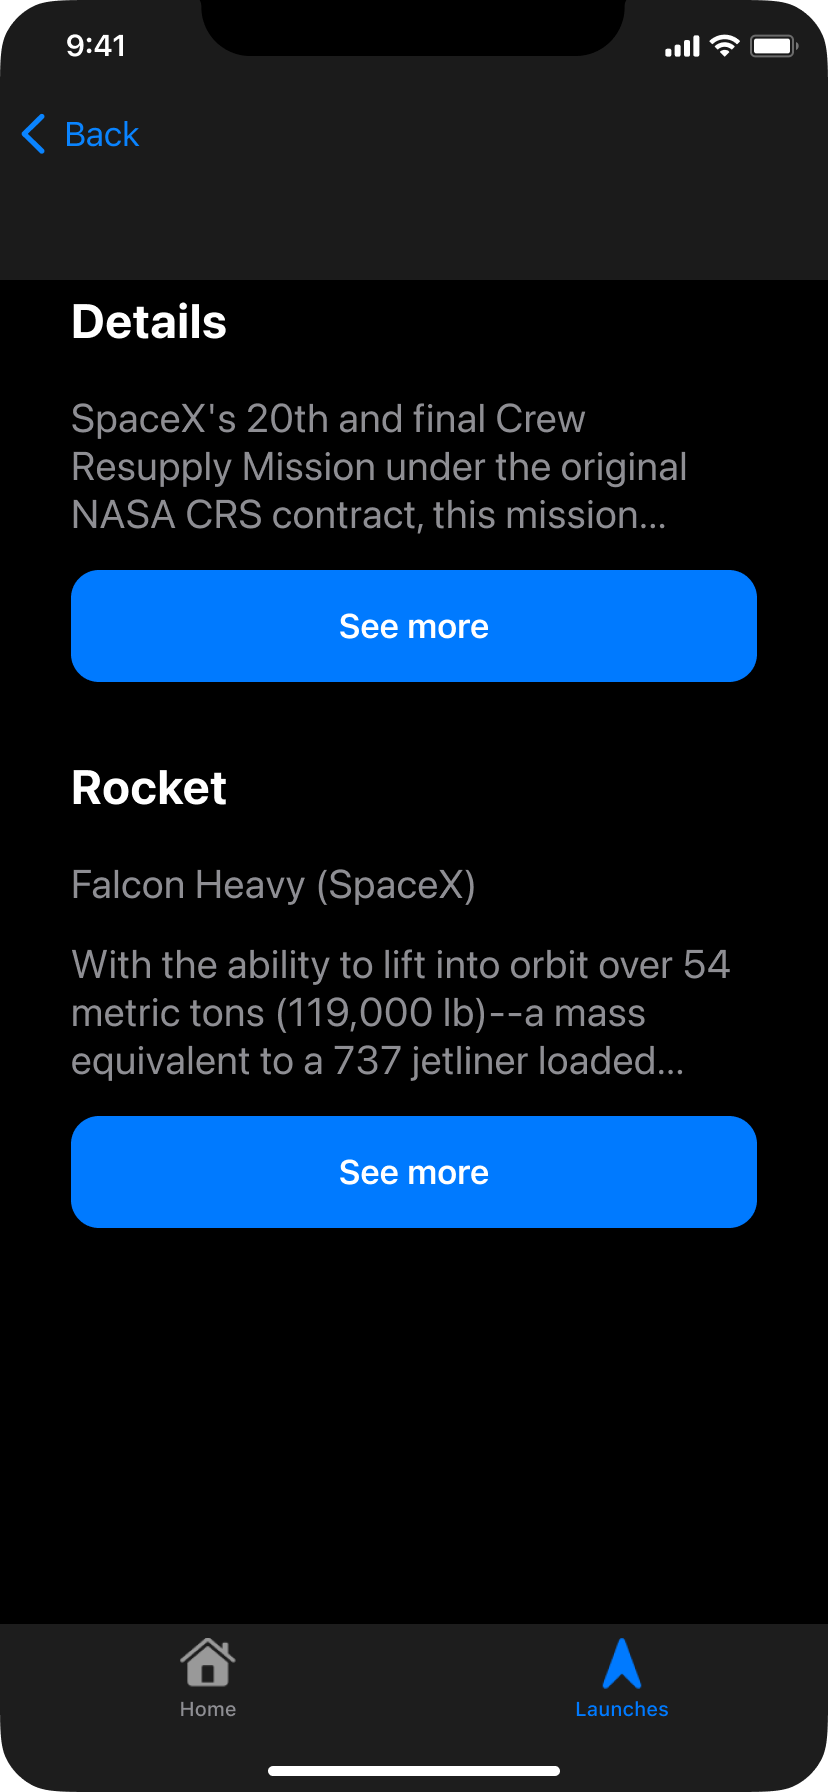 9:41
Back
Details
SpaceX's 20th and final Crew
Resupply Mission under the original
NASA CRS contract, this mission...
See more
Rocket
Falcon Heavy (SpaceX)
With the ability to lift into orbit over 54
metric tons (119,000 lb)--a mass
equivalent to a 737 jetliner loaded...
See more
Home
Launches